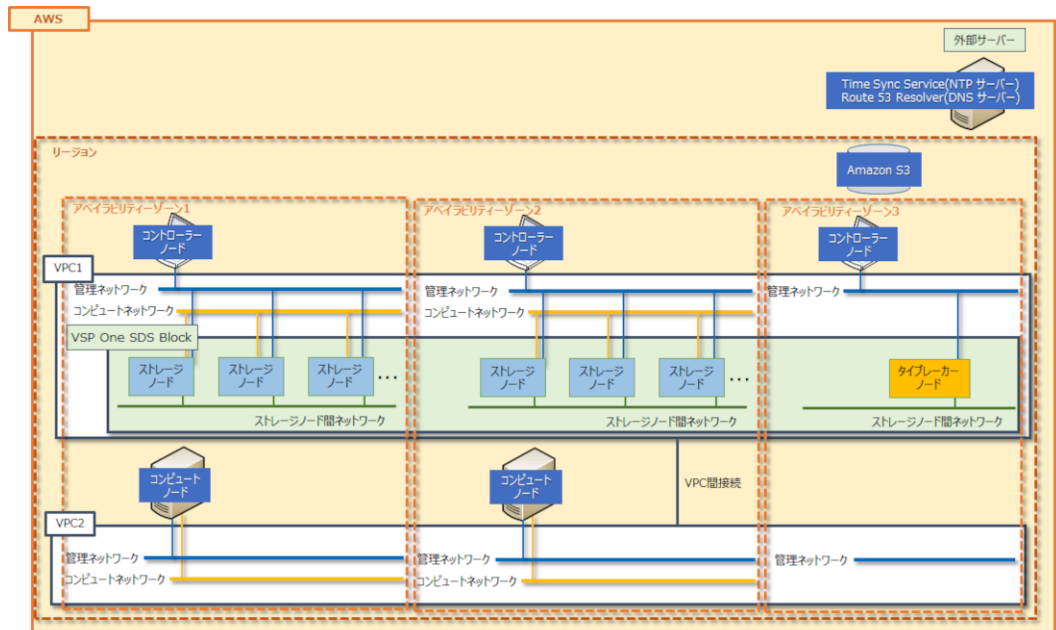 AWS
外部サーバー
Time Sync Service(NTP サーバー)
Route 53 Resolver(DNS サーバー)
リージョン
Amazon S3
アベイラビリティーゾーン1
アベイラビリティーゾーン2
アベイラビリティーゾーン3
コントローラー
ノード
コントローラー
ノード
コントローラー
ノード
VPC1
管理ネットワーク
コンピュートネットワーク
管理ネットワーク
コンピュートネットワーク
管理ネットワーク
VSP One SDS Block
ストレージ
ノード
ストレージ
ノード
ストレージ
ノード
...
ストレージ
ノード
ストレージ
ノード
ストレージ
ノード
...
タイブレーカー
ノード
ストレージノード間ネットワーク
ストレージノード間ネットワーク
ストレージノード間ネットワーク
コンピュート
ノード
コンピュート
ノード
VPC間接続
VPC2
管理ネットワーク
コンピュートネットワーク
管理ネットワーク
コンピュートネットワーク
管理ネットワーク